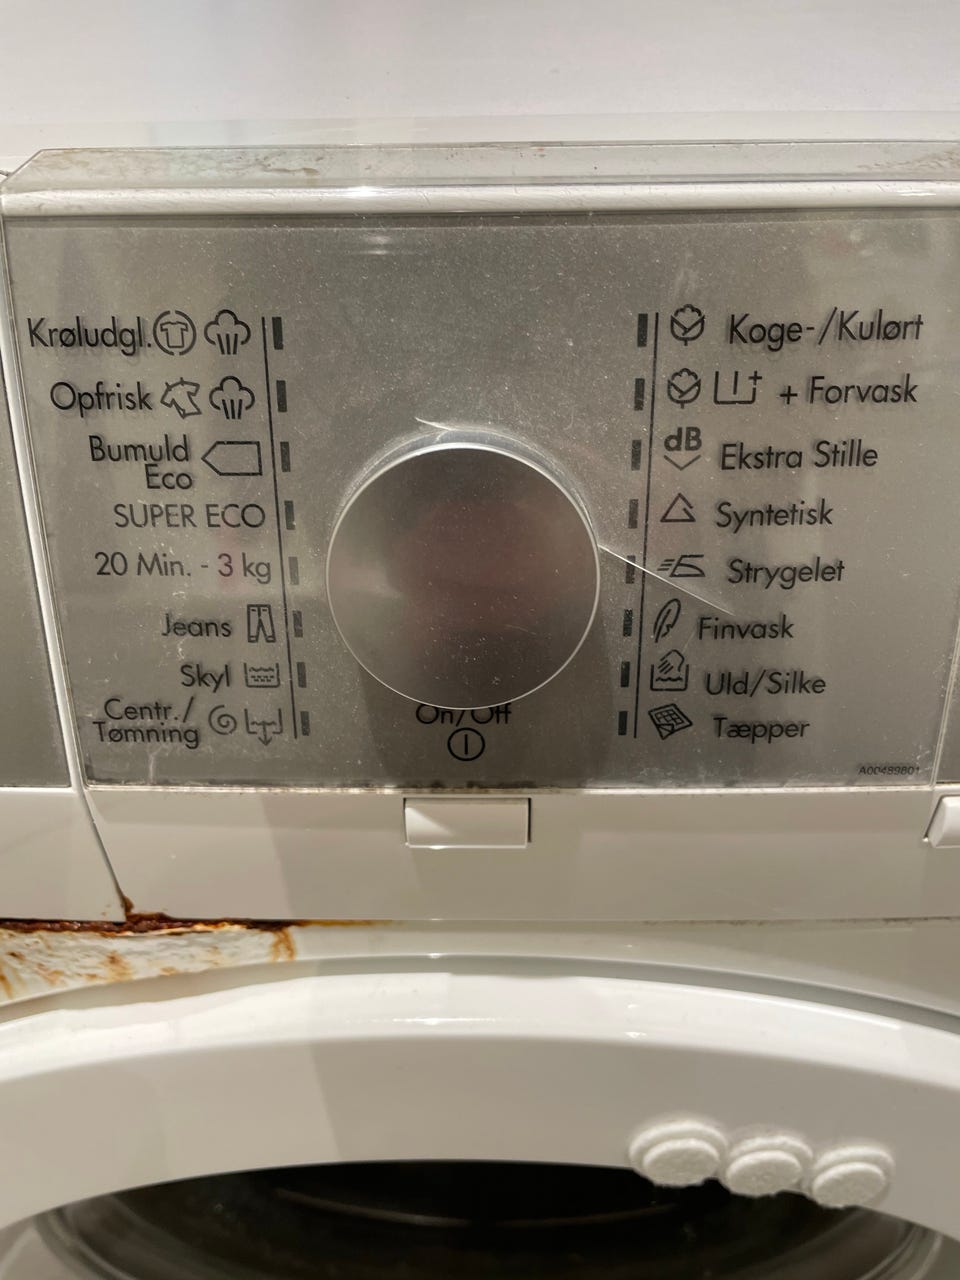 Krøludgl.
Opfrisk
Bumuld
Eco
SUPER ECO
20 Min. - 3 kg
Jeans
Skyl
Centr./
Tømning
On/Off
Koge-/Kulørt
+ Forvask
dB
Ekstra Stille
Syntetisk
Strygelet
Finvask
Uld/Silke
Tæpper
A00489801